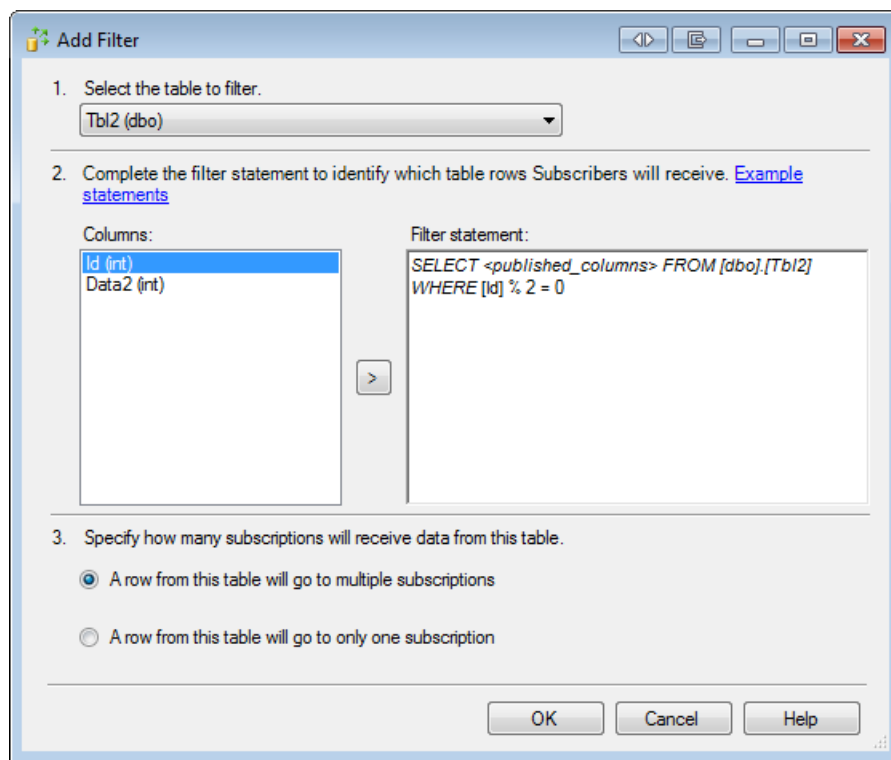 Add Filter
1. Select the table to filter.
Tbl2 (dbo)
2. Complete the filter statement to identify which table rows Subscribers will receive. Example
statements
Columns:
Id (int)
Data2 (int)
>
Filter statement:
SELECT <published_columns> FROM [dbo].[Tbl2]
WHERE [Id] % 2 = 0
3. Specify how many subscriptions will receive data from this table.
A row from this table will go to multiple subscriptions
A row from this table will go to only one subscription
OK
Cancel
Help